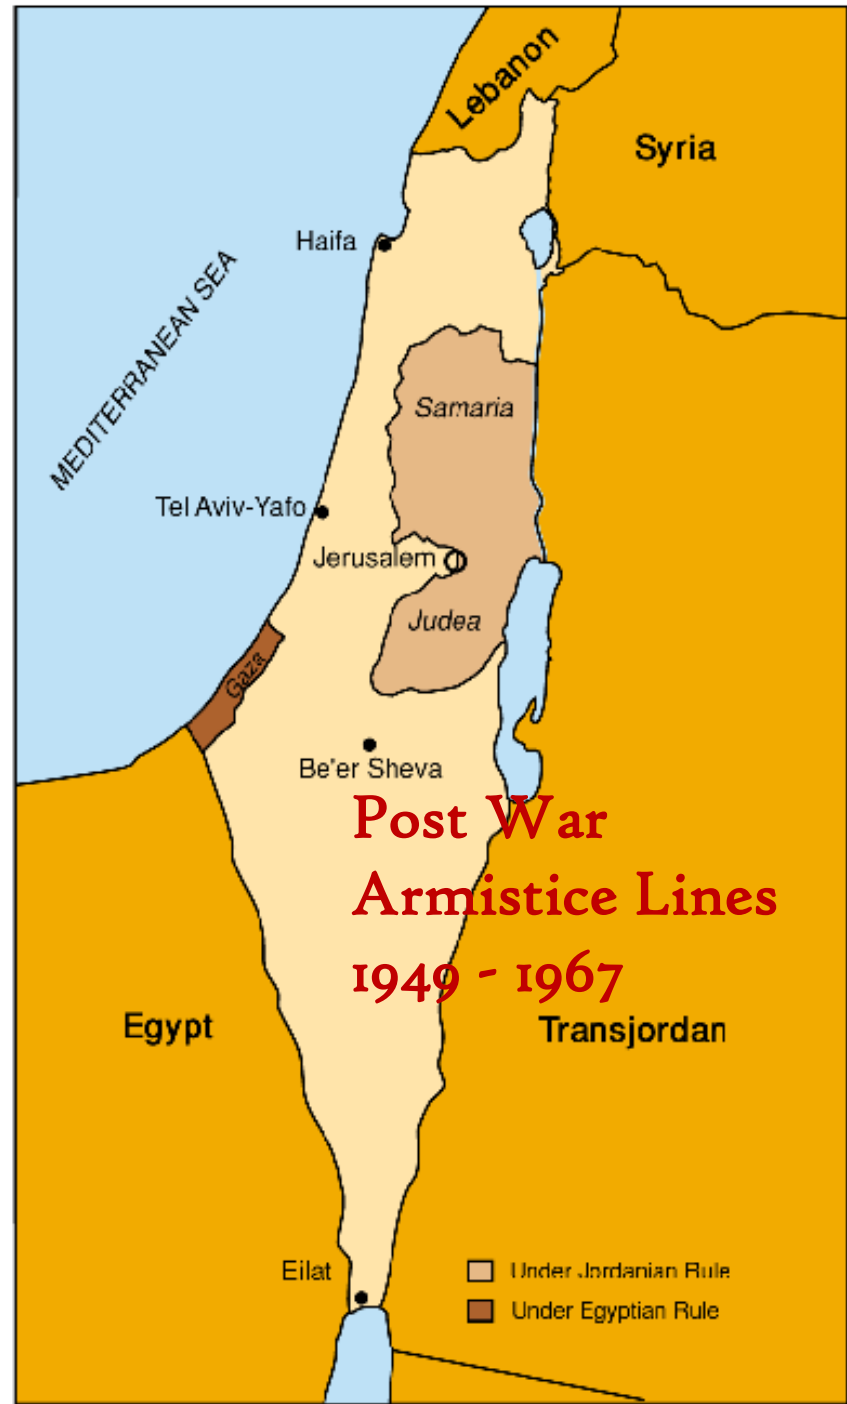 Lebanon
Syria
Haifa
MEDITERRANEAN SEA
Samaria
Tel Aviv-Yafo
Jerusalem
Judea
Gaza
Be'er Sheva
Post War
Armistice Lines
1949 - 1967
Egypt
Transjordan
Eilat
Under Jordanian Rule
Under Egyptian Rule